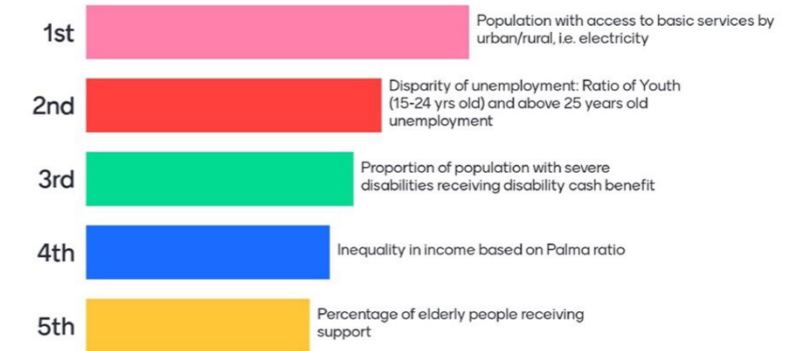 1st
Population with access to basic services by
urban/rural, i.e. electricity
2nd
Disparity of unemployment: Ratio of Youth
(15-24 yrs old) and above 25 years old
unemployment
3rd
Proportion of population with severe
disabilities receiving disability cash benefit
4th
Inequality in income based on Palma ratio
5th
Percentage of elderly people receiving
support